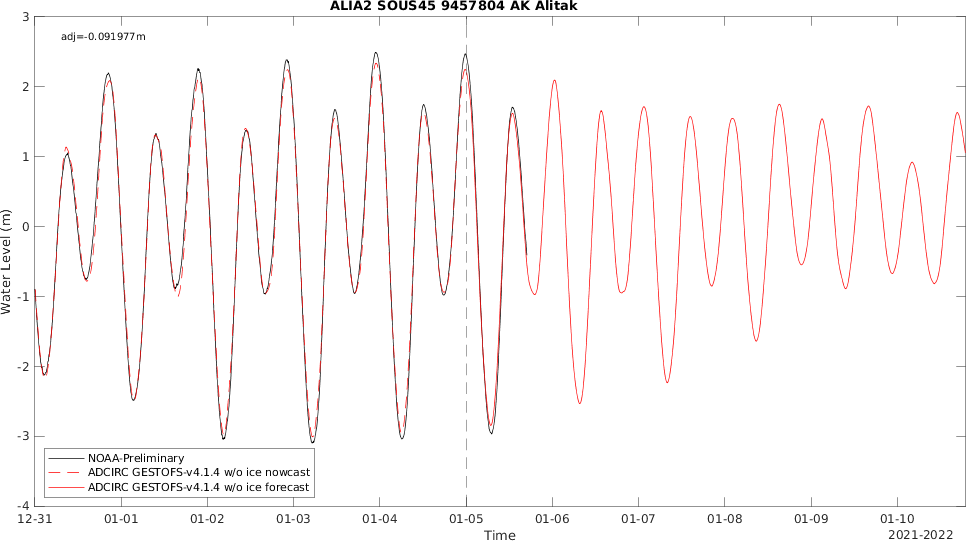 ALIA2 SOUS45 9457804 AK Alitak
adj=-0.091977m
3
2
1
0
-1
-2
-3
-4
Water Level (m)
NOAA-Preliminary
ADCIRC GESTOFS-v4.1.4 w/o ice nowcast
ADCIRC GESTOFS-v4.1.4 w/o ice forecast
12-31 01-01 01-02 01-03 01-04 01-05 01-06 01-07 01-08 01-09 01-10
Time
2021-2022